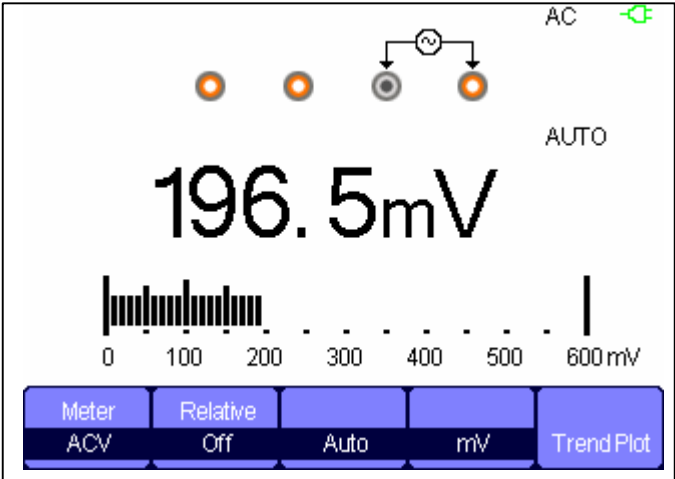 AC
AUTO
196.5mV
0 100 200 300 400 500 600 mV
Meter Relative
ACV Off Auto mV Trend Plot